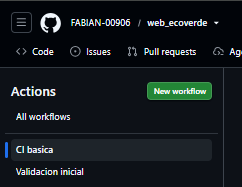 FABIAN-00906 / web_ecoverde
Code Issues Pull requests
Actions New workflow
All workflows
CI basica
Validacion inicial